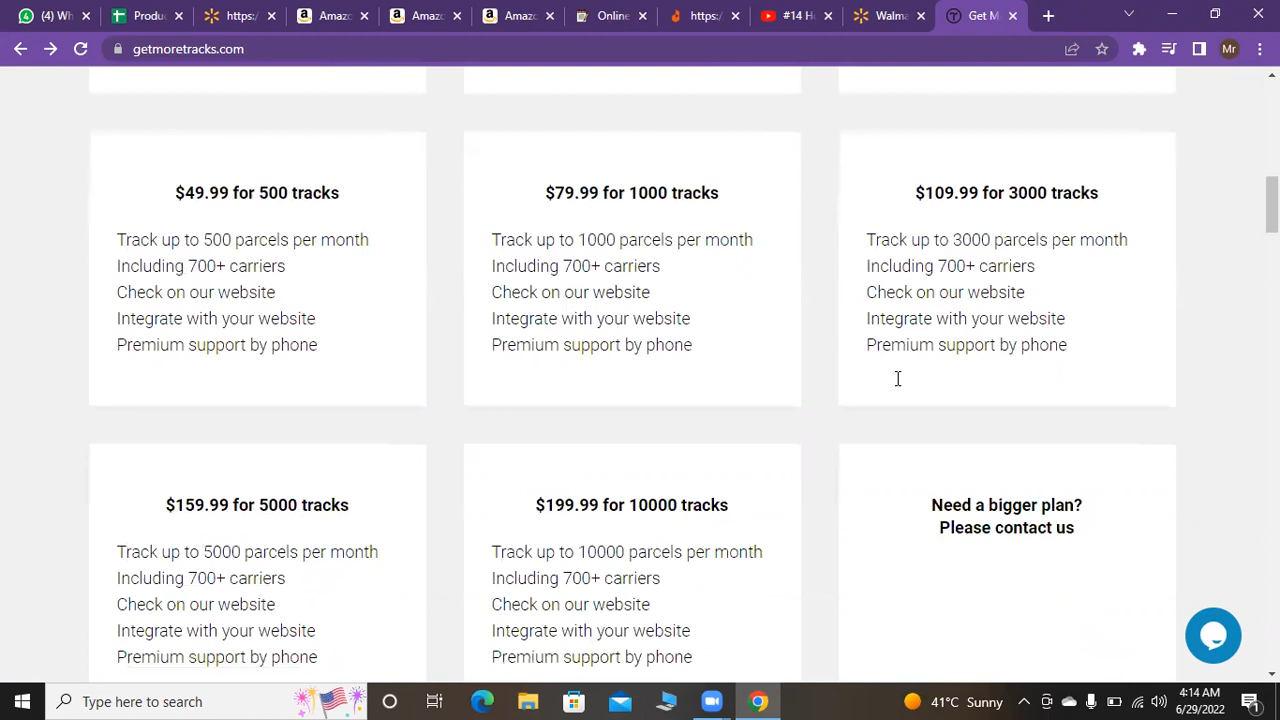 (4) Wh
Produ
https:/
Amazo
Amazo
Amazo
Online
https:/
#14 H
Walma
Get M
getmoretracks.com
Mr
$49.99 for 500 tracks
Track up to 500 parcels per month
Including 700+ carriers
Check on our website
Integrate with your website
Premium support by phone
$79.99 for 1000 tracks
Track up to 1000 parcels per month
Including 700+ carriers
Check on our website
Integrate with your website
Premium support by phone
$109.99 for 3000 tracks
Track up to 3000 parcels per month
Including 700+ carriers
Check on our website
Integrate with your website
Premium support by phone
$159.99 for 5000 tracks
Track up to 5000 parcels per month
Including 700+ carriers
Check on our website
Integrate with your website
Premium support by phone
$199.99 for 10000 tracks
Track up to 10000 parcels per month
Including 700+ carriers
Check on our website
Integrate with your website
Premium support by phone
Need a bigger plan?
Please contact us
Type here to search
41°C Sunny
4:14 AM
6/29/2022